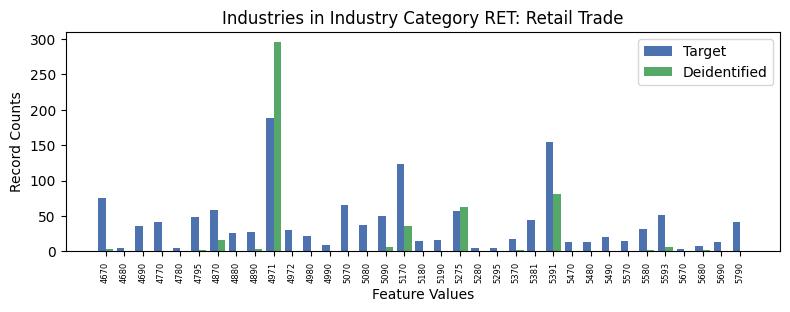 Industries in Industry Category RET: Retail Trade
Target
Deidentified
Record Counts
300
250
200
150
100
50
0
4670 4680 4690 4770 4780 4795 4870 4880 4890 4971 4972 4980 4990 5070 5080 5090 5170 5180 5190 5275 5280 5295 5370 5381 5391 5470 5480 5490 5570 5580 5593 5670 5680 5690 5790
Feature Values